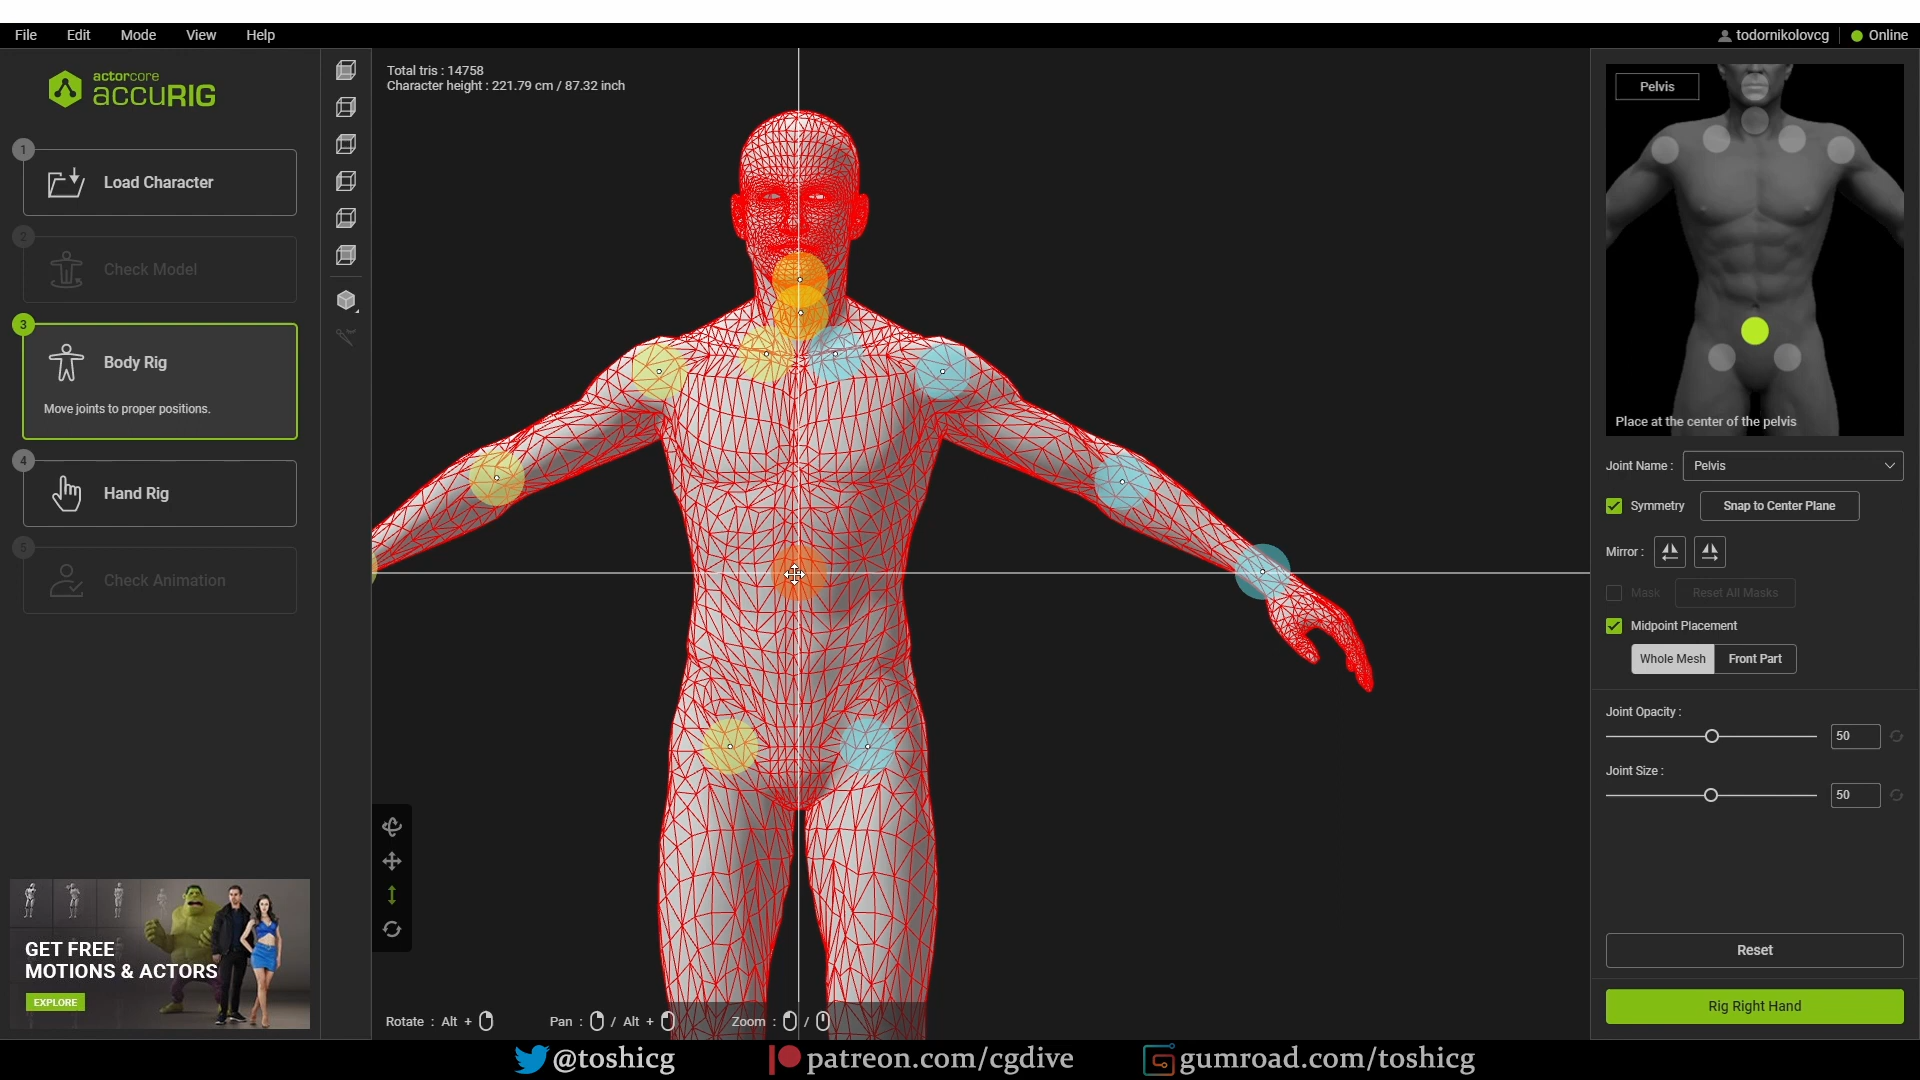 File
Edit
Mode
View
Help
todornikolovcg
Online
actorcore
accuRIG
1
Load Character
2
Check Model
3
Body Rig
Move joints to proper positions.
4
Hand Rig
5
Check Animation
GET FREE
MOTIONS & ACTORS
EXPLORE
Total tris : 14758
Character height : 221.79 cm / 87.32 inch
Rotate : Alt +
Pan : / Alt +
Zoom : /
Pelvis
Place at the center of the pelvis
Joint Name : Pelvis
Symmetry
Snap to Center Plane
Mirror :
Mask
Reset All Masks
Midpoint Placement
Whole Mesh
Front Part
Joint Opacity :
50
Joint Size :
50
Reset
Rig Right Hand
@toshicg
patreon.com/cgdive
gumroad.com/toshicg